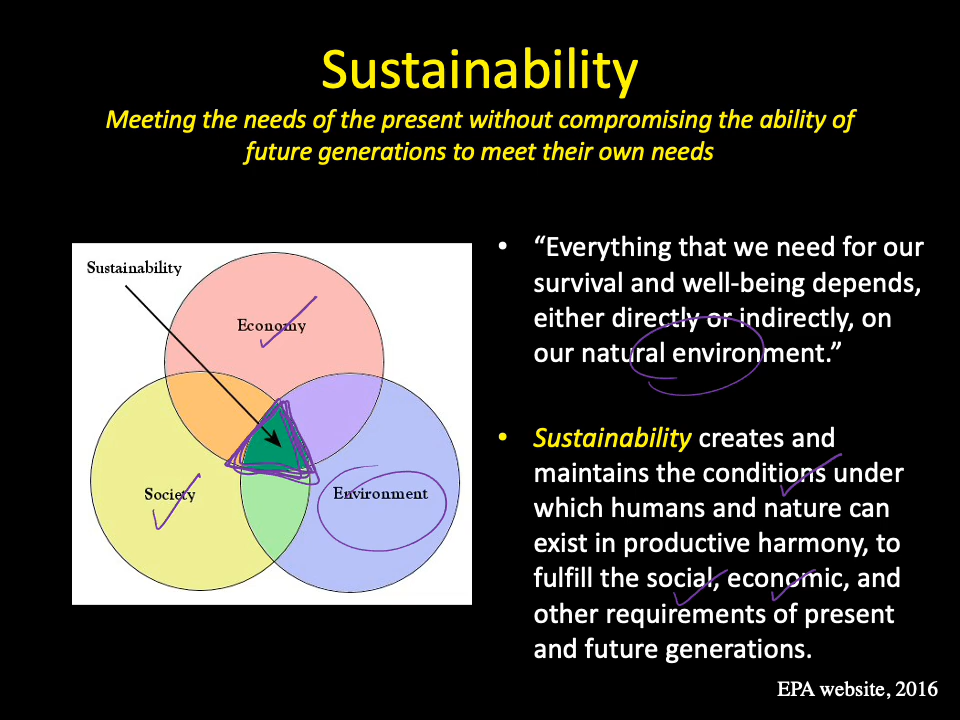 Sustainability
Meeting the needs of the present without compromising the ability of
future generations to meet their own needs
Sustainability
Economy
Society
Environment
• “Everything that we need for our
survival and well-being depends,
either directly or indirectly, on
our natural environment.”
• Sustainability creates and
maintains the conditions under
which humans and nature can
exist in productive harmony, to
fulfill the social, economic, and
other requirements of present
and future generations.
EPA website, 2016